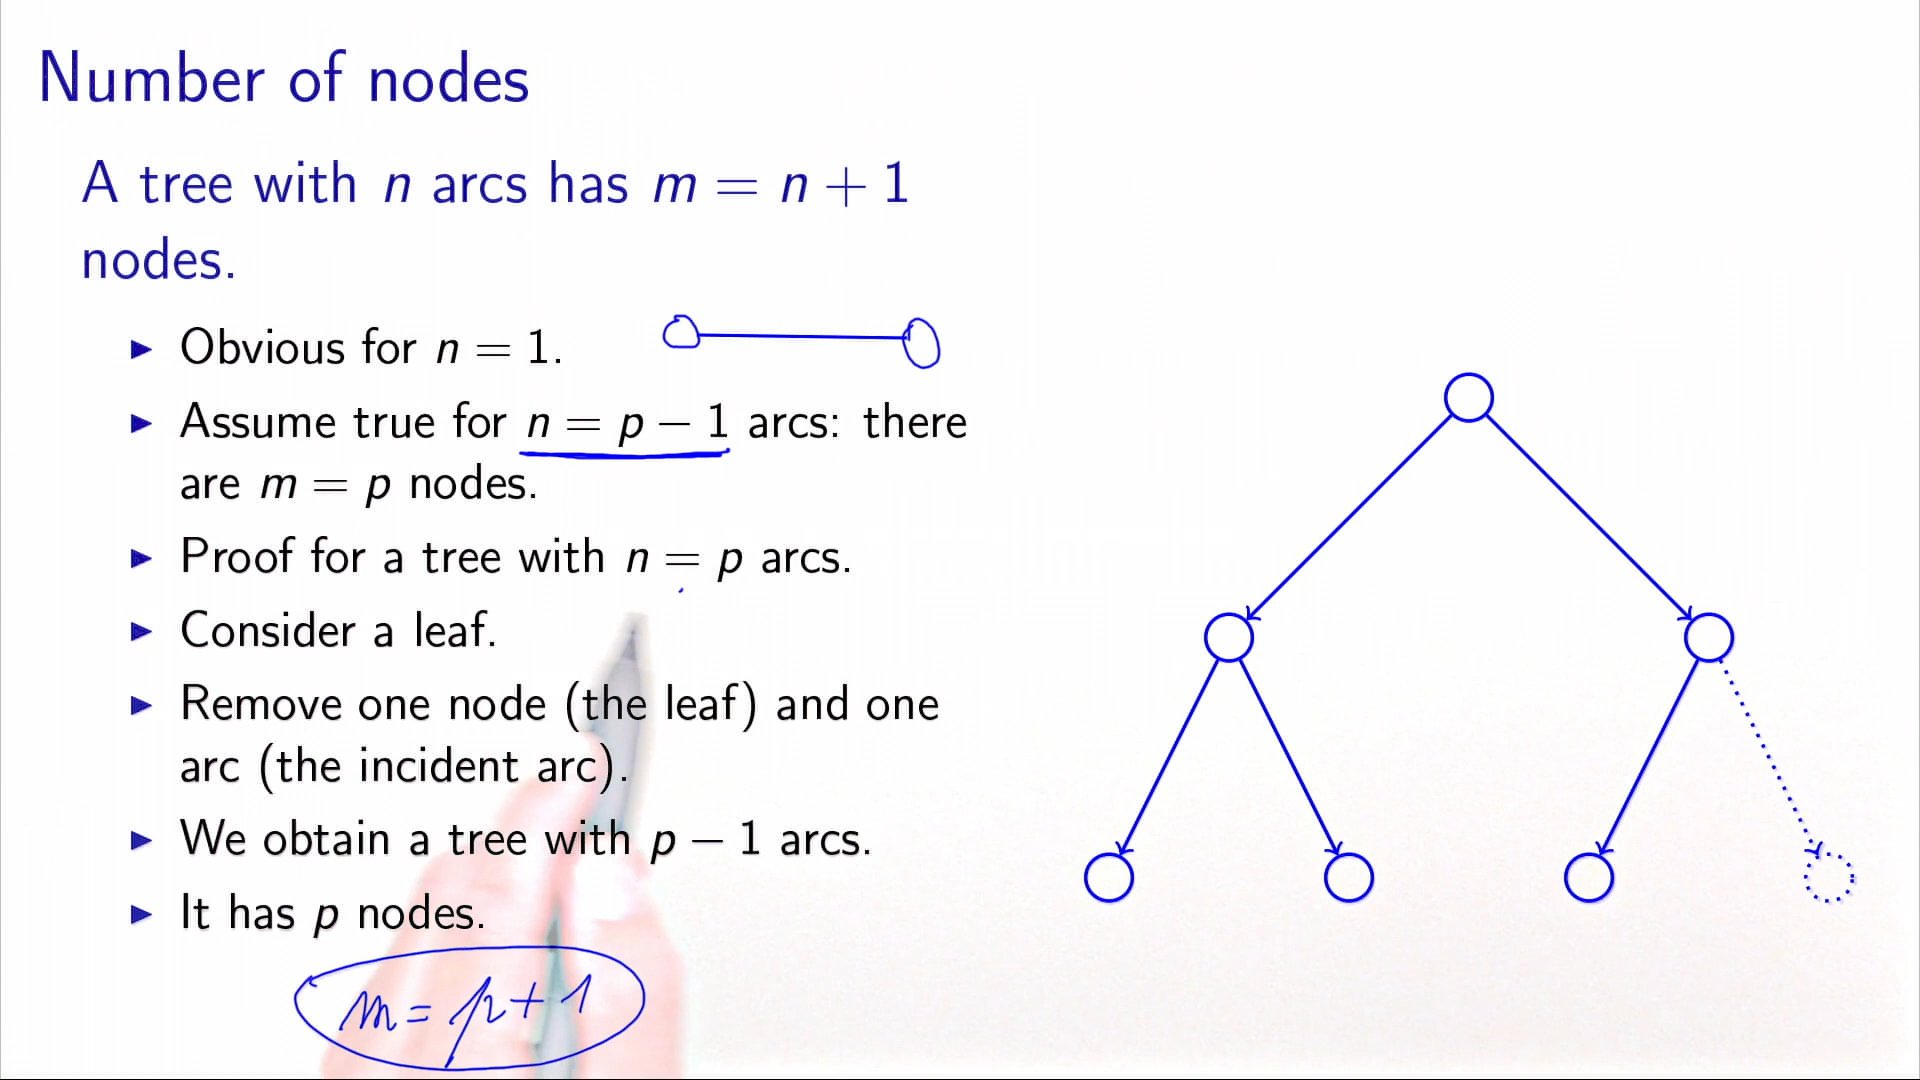 Number of nodes
A tree with n arcs has m = n + 1
nodes.
▶ Obvious for n = 1.
▶ Assume true for n = p − 1 arcs: there
are m = p nodes.
▶ Proof for a tree with n = p arcs.
▶ Consider a leaf.
▶ Remove one node (the leaf) and one
arc (the incident arc).
▶ We obtain a tree with p − 1 arcs.
▶ It has p nodes.
m = p + 1